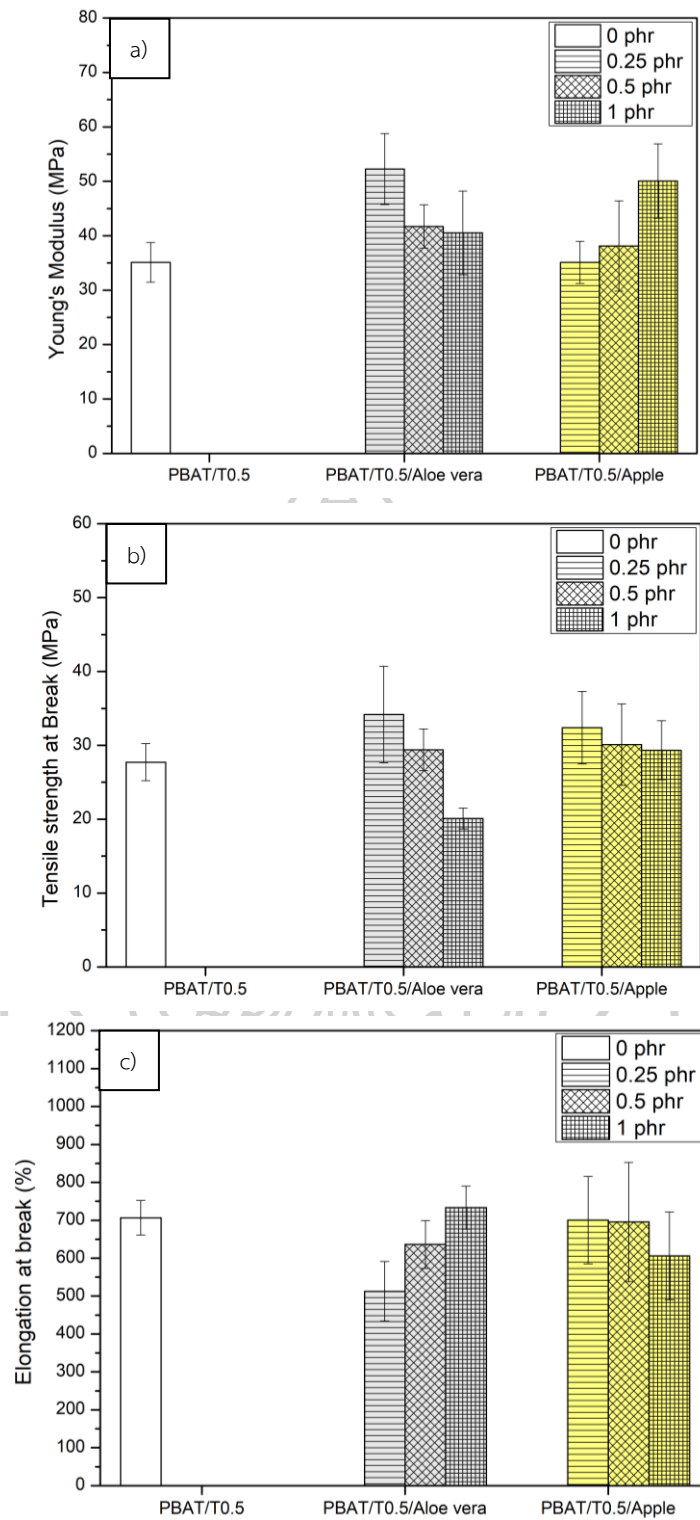 a)
0 phr
0.25 phr
0.5 phr
1 phr
Young's Modulus (MPa)
80
70
60
50
40
30
20
10
0
PBAT/T0.5 PBAT/T0.5/Aloe vera PBAT/T0.5/Apple
b)
0 phr
0.25 phr
0.5 phr
1 phr
Tensile strength at Break (MPa)
60
50
40
30
20
10
0
PBAT/T0.5 PBAT/T0.5/Aloe vera PBAT/T0.5/Apple
c)
0 phr
0.25 phr
0.5 phr
1 phr
Elongation at break (%)
1200
1100
1000
900
800
700
600
500
400
300
200
100
0
PBAT/T0.5 PBAT/T0.5/Aloe vera PBAT/T0.5/Apple